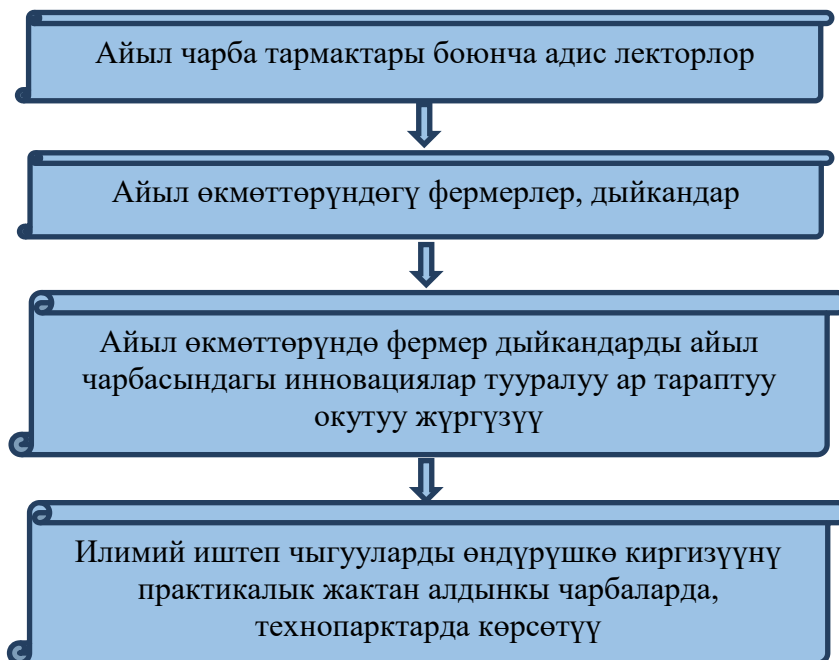 Айыл чарба тармактары боюнча адис лекторлор
Айыл өкмөттөрүндөгү фермерлер, дыйкандар
Айыл өкмөттөрүндө фермер дыйкандарды айыл
чарбасындагы инновациялар тууралуу ар тараптуу
окутуу жүргүзүү
Илимий иштеп чыгууларды өндүрүшкө киргизүүнү
практикалык жактан алдынкы чарбаларда,
технопарктарда көрсөтүү